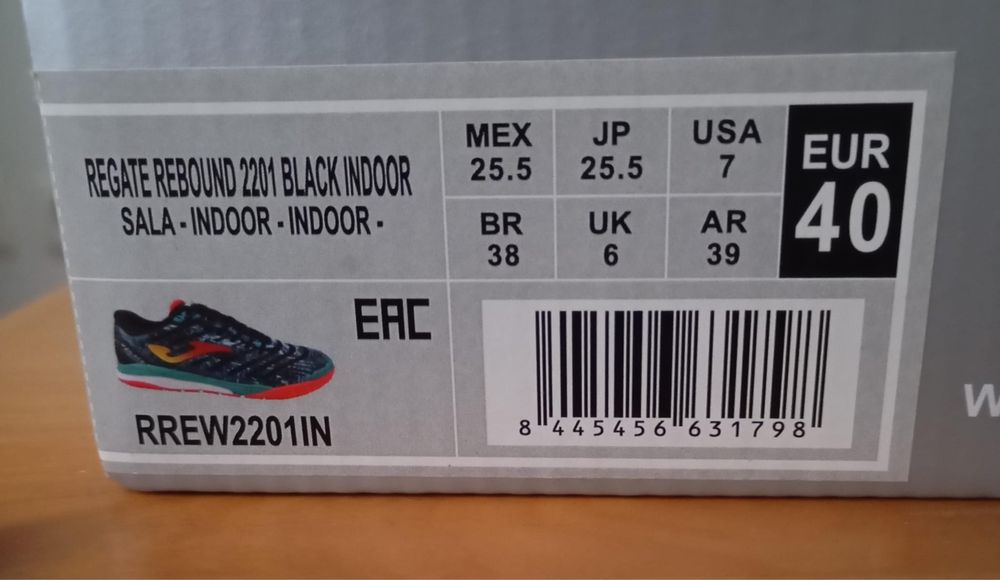 REGATE REBOUND 2201 BLACK INDOOR
SALA - INDOOR - INDOOR -
MEX
25.5
JP
25.5
USA
7
BR
38
UK
6
AR
39
EUR
40
EAC
RREW2201IN
8 445456 631798
W